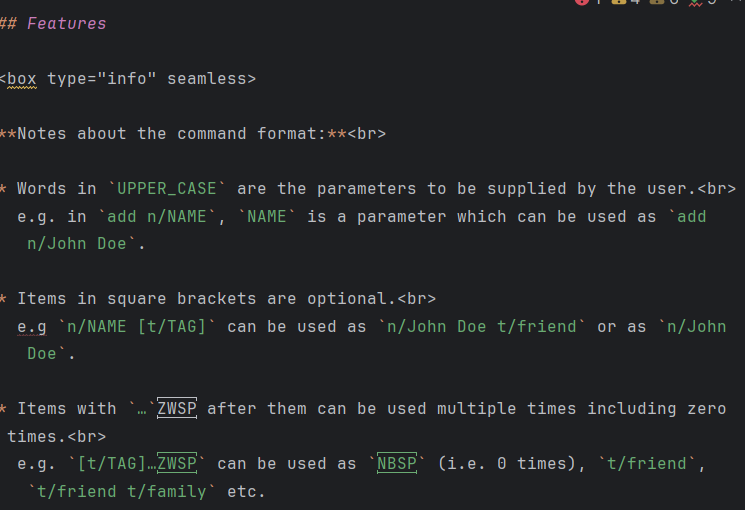 ## Features
<box type="info" seamless>
**Notes about the command format:**<br>
* Words in `UPPER_CASE` are the parameters to be supplied by the user.<br>
e.g. in `add n/NAME`, `NAME` is a parameter which can be used as `add
n/John Doe`.
* Items in square brackets are optional.<br>
e.g `n/NAME [t/TAG]` can be used as `n/John Doe t/friend` or as `n/John
Doe`.
* Items with `…`ZWSP after them can be used multiple times including zero
times.<br>
e.g. `[t/TAG]…ZWSP` can be used as `NBSP` (i.e. 0 times), `t/friend`,
`t/friend t/family` etc.